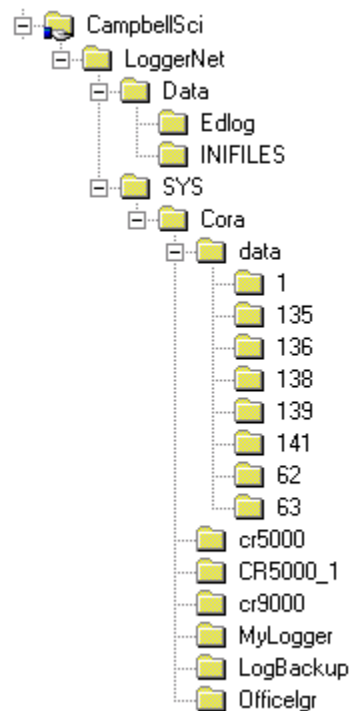 CampbellSci
LoggerNet
Data
Edlog
INIFILES
SYS
Cora
data
1
135
136
138
139
141
62
63
cr5000
CR5000_1
cr9000
MyLogger
LogBackup
Officelgr